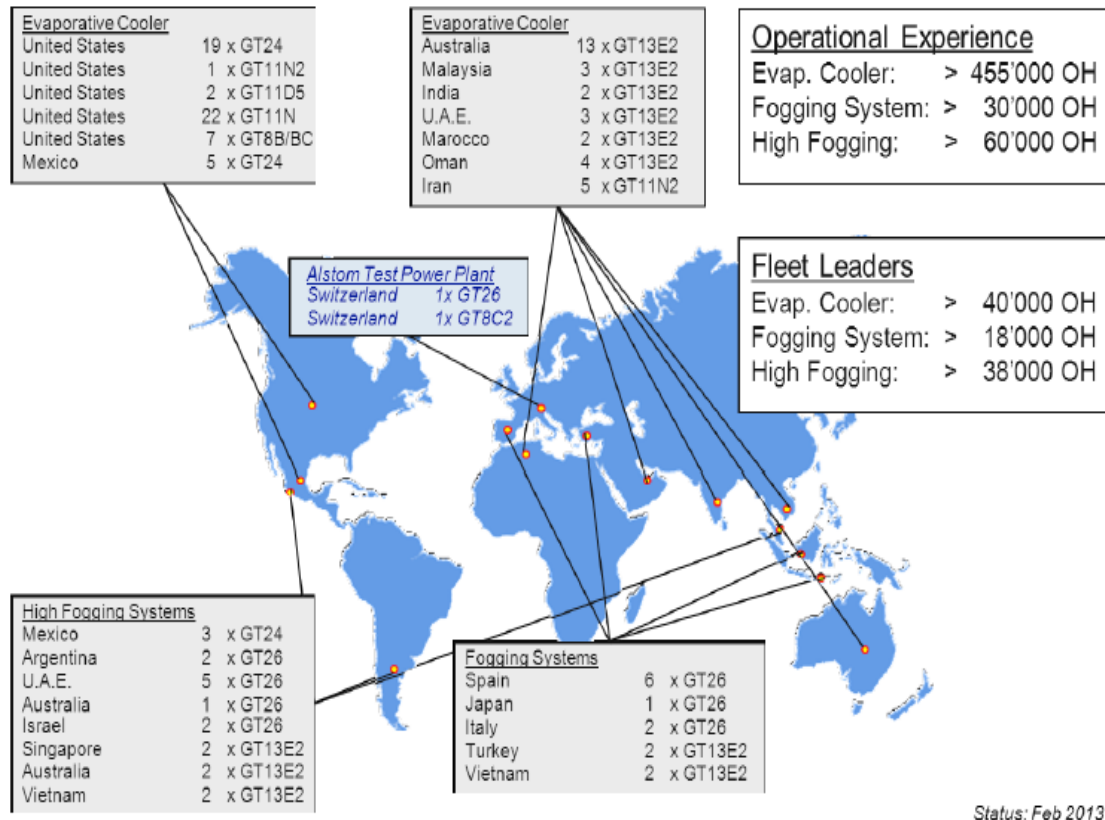 Evaporative Cooler
United States 19 x GT24
United States 1 x GT11N2
United States 2 x GT11D5
United States 22 x GT11N
United States 7 x GT8B/BC
Mexico 5 x GT24
Evaporative Cooler
Australia 13 x GT13E2
Malaysia 3 x GT13E2
India 2 x GT13E2
U.A.E. 3 x GT13E2
Marocco 2 x GT13E2
Oman 4 x GT13E2
Iran 5 x GT11N2
Operational Experience
Evap. Cooler: > 455'000 OH
Fogging System: > 30'000 OH
High Fogging: > 60'000 OH
Alstom Test Power Plant
Switzerland 1x GT26
Switzerland 1x GT8C2
Fleet Leaders
Evap. Cooler: > 40'000 OH
Fogging System: > 18'000 OH
High Fogging: > 38'000 OH
High Fogging Systems
Mexico 3 x GT24
Argentina 2 x GT26
U.A.E. 5 x GT26
Australia 1 x GT26
Israel 2 x GT26
Singapore 2 x GT13E2
Australia 2 x GT13E2
Vietnam 2 x GT13E2
Fogging Systems
Spain 6 x GT26
Japan 1 x GT26
Italy 2 x GT26
Turkey 2 x GT13E2
Vietnam 2 x GT13E2
Status: Feb 2013